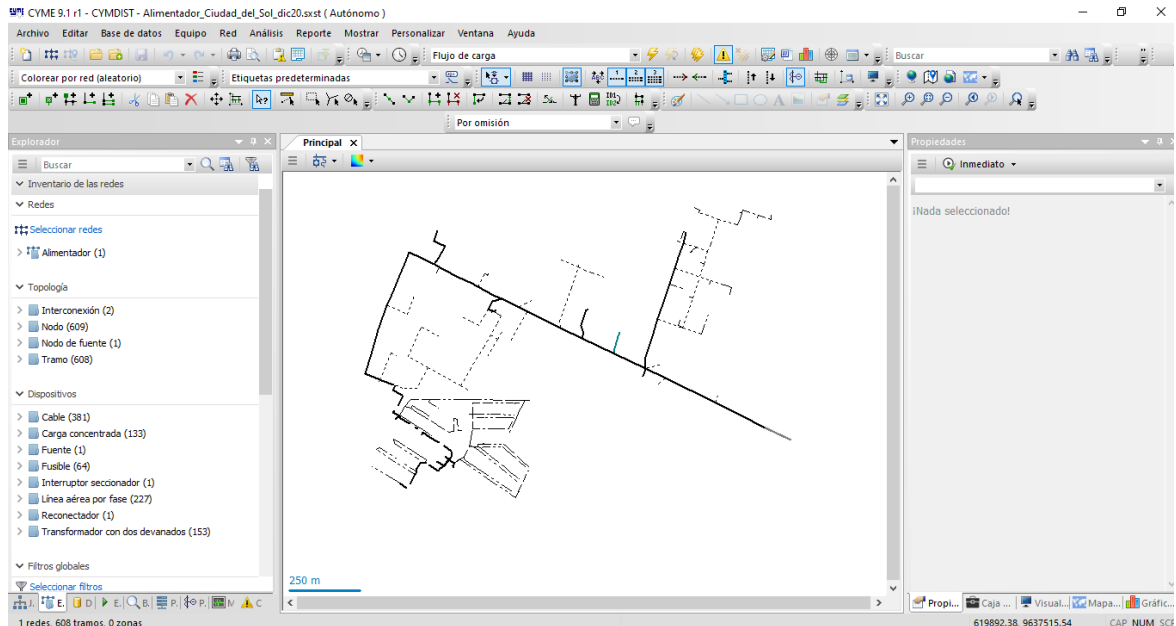 CYME 9.1 r1 - CYMDIST - Alimentador_Ciudad_del_Sol_dic20.sxst ( Autónomo )
Archivo Editar Base de datos Equipo Red Análisis Reporte Mostrar Personalizar Ventana Ayuda
Flujo de carga
Buscar
Colorear por red (aleatorio)
Etiquetas predeterminadas
Por omisión
Explorador
Principal
Propiedades
Buscar
Inmediato
Inventario de las redes
Redes
¡Nada seleccionado!
Seleccionar redes
Alimentador (1)
Topología
Interconexión (2)
Nodo (609)
Nodo de fuente (1)
Tramo (608)
Dispositivos
Cable (381)
Carga concentrada (133)
Fuente (1)
Fusible (64)
Interruptor seccionador (1)
Línea aérea por fase (227)
Reconectador (1)
Transformador con dos devanados (153)
Filtros globales
Seleccionar filtros
250 m
J. E. D E. B. P. P. M C
Propi... Caja ... Visual... Mapa... Gráfic...
1 redes, 608 tramos, 0 zonas
619892.38, 9637515.54 CAP NUM SCF